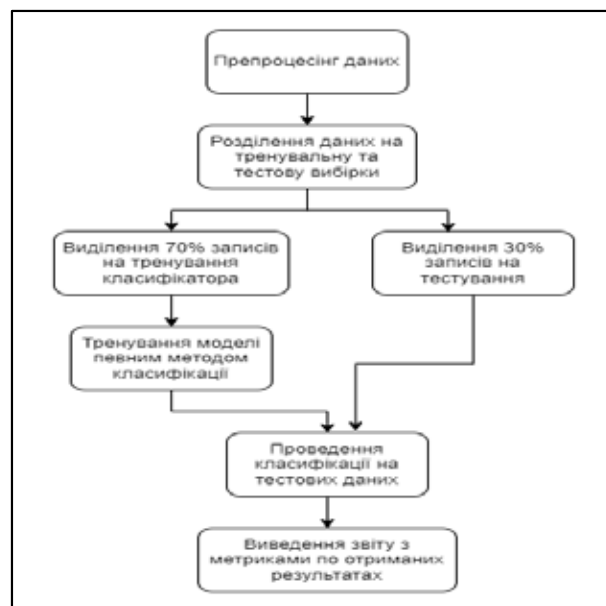 Препроцесінг даних
Розділення даних на
тренувальну та
тестову вибірки
Виділення 70% записів
на тренування
класифікатора
Виділення 30%
записів на
тестування
Тренування моделі
певним методом
класифікації
Проведення
класифікації на
тестових даних
Виведення звіту з
метриками по отриманих
результатах